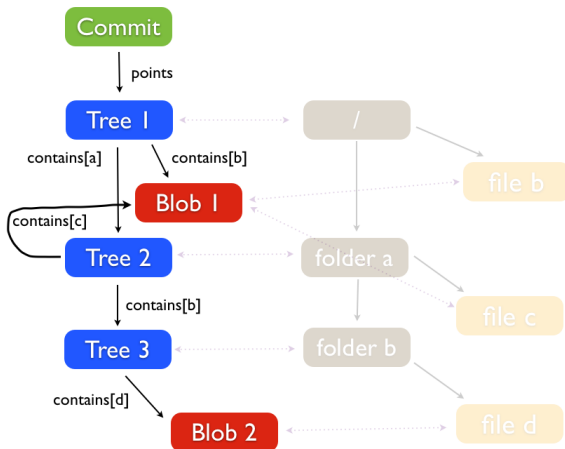 Commit
points
Tree 1
/
contains[a]
contains[b]
file b
Blob 1
contains[c]
Tree 2
folder a
contains[b]
file c
Tree 3
folder b
contains[d]
file d
Blob 2